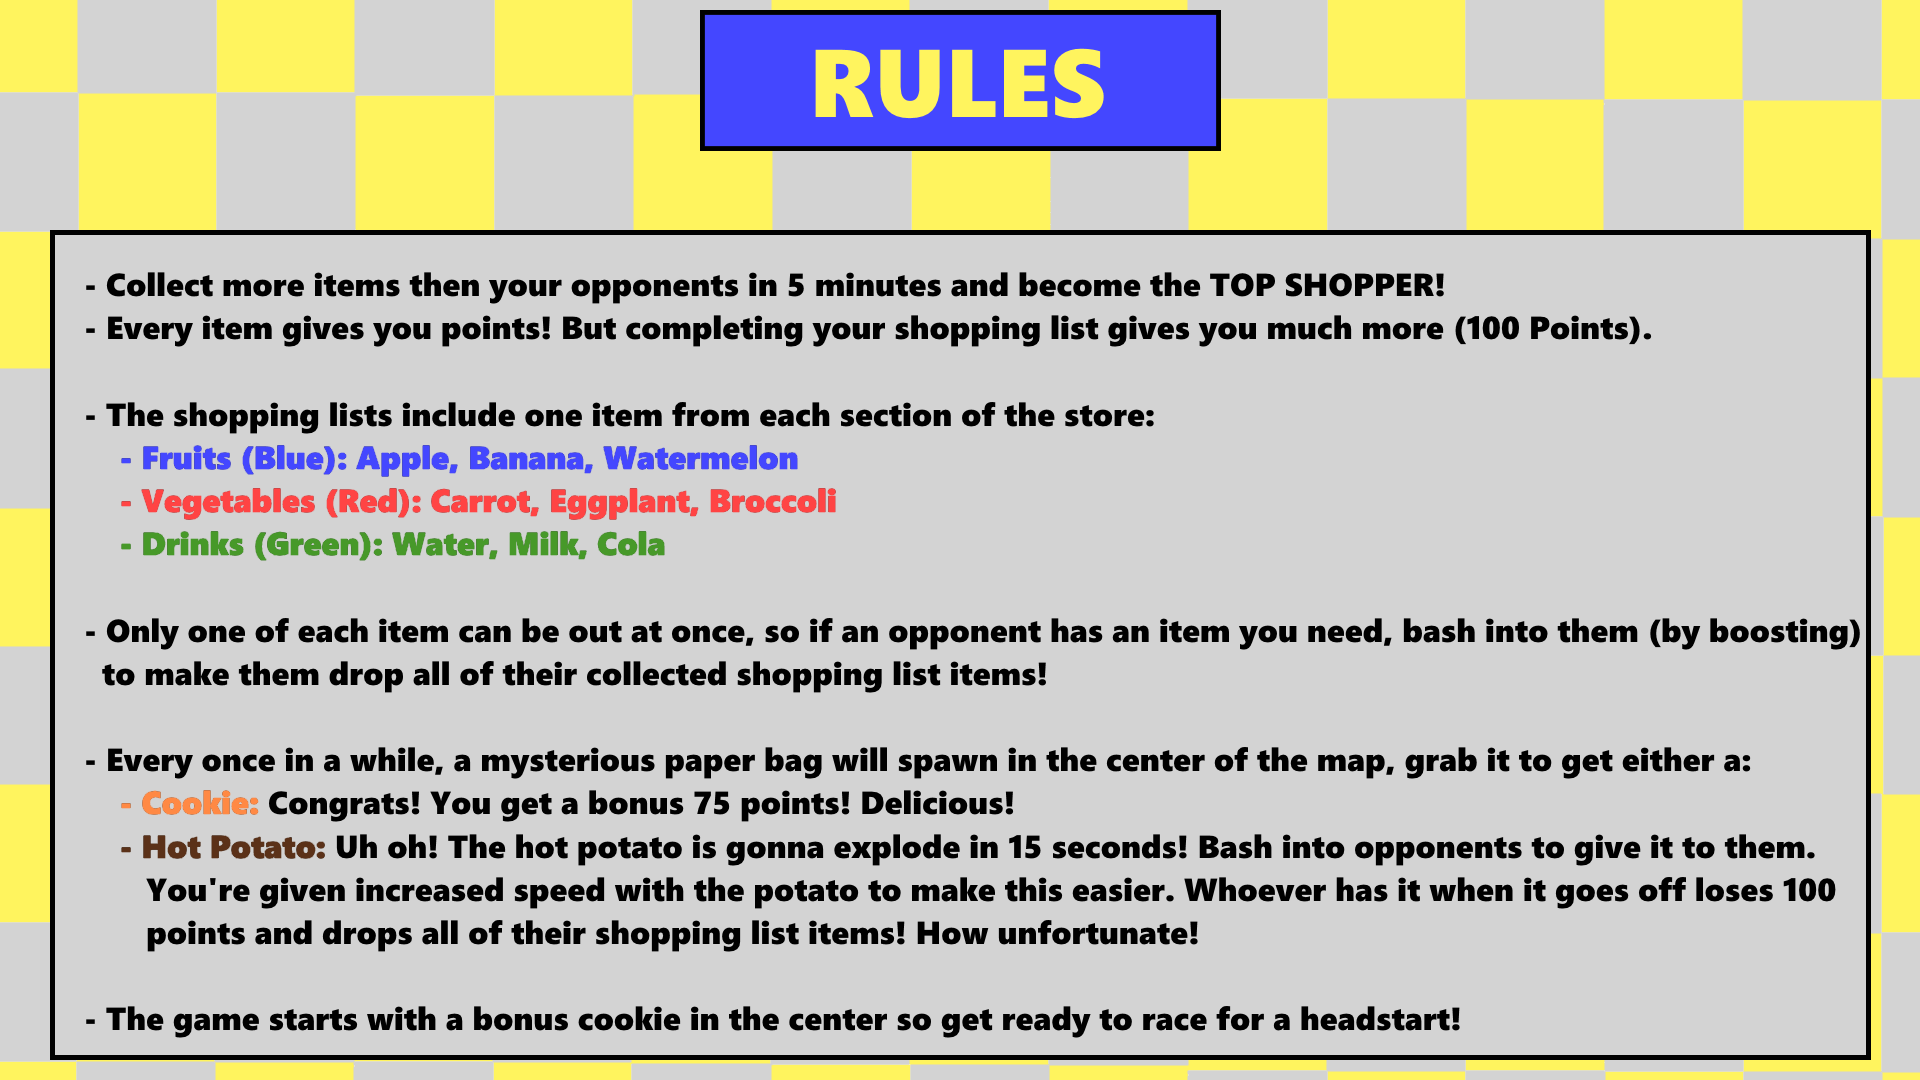 RULES
- Collect more items then your opponents in 5 minutes and become the TOP SHOPPER!
- Every item gives you points! But completing your shopping list gives you much more (100 Points).
- The shopping lists include one item from each section of the store:
- Fruits (Blue): Apple, Banana, Watermelon
- Vegetables (Red): Carrot, Eggplant, Broccoli
- Drinks (Green): Water, Milk, Cola
- Only one of each item can be out at once, so if an opponent has an item you need, bash into them (by boosting)
to make them drop all of their collected shopping list items!
- Every once in a while, a mysterious paper bag will spawn in the center of the map, grab it to get either a:
- Cookie: Congrats! You get a bonus 75 points! Delicious!
- Hot Potato: Uh oh! The hot potato is gonna explode in 15 seconds! Bash into opponents to give it to them.
You're given increased speed with the potato to make this easier. Whoever has it when it goes off loses 100
points and drops all of their shopping list items! How unfortunate!
- The game starts with a bonus cookie in the center so get ready to race for a headstart!